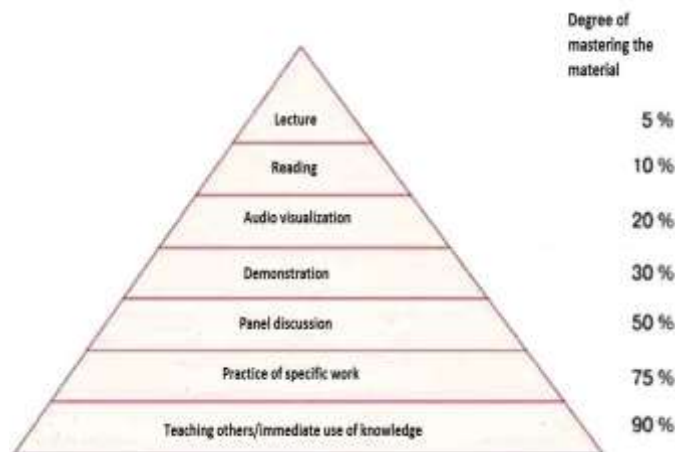 Degree of
mastering the
material
Lecture 5 %
Reading 10 %
Audio visualization 20 %
Demonstration 30 %
Panel discussion 50 %
Practice of specific work 75 %
Teaching others/immediate use of knowledge 90 %